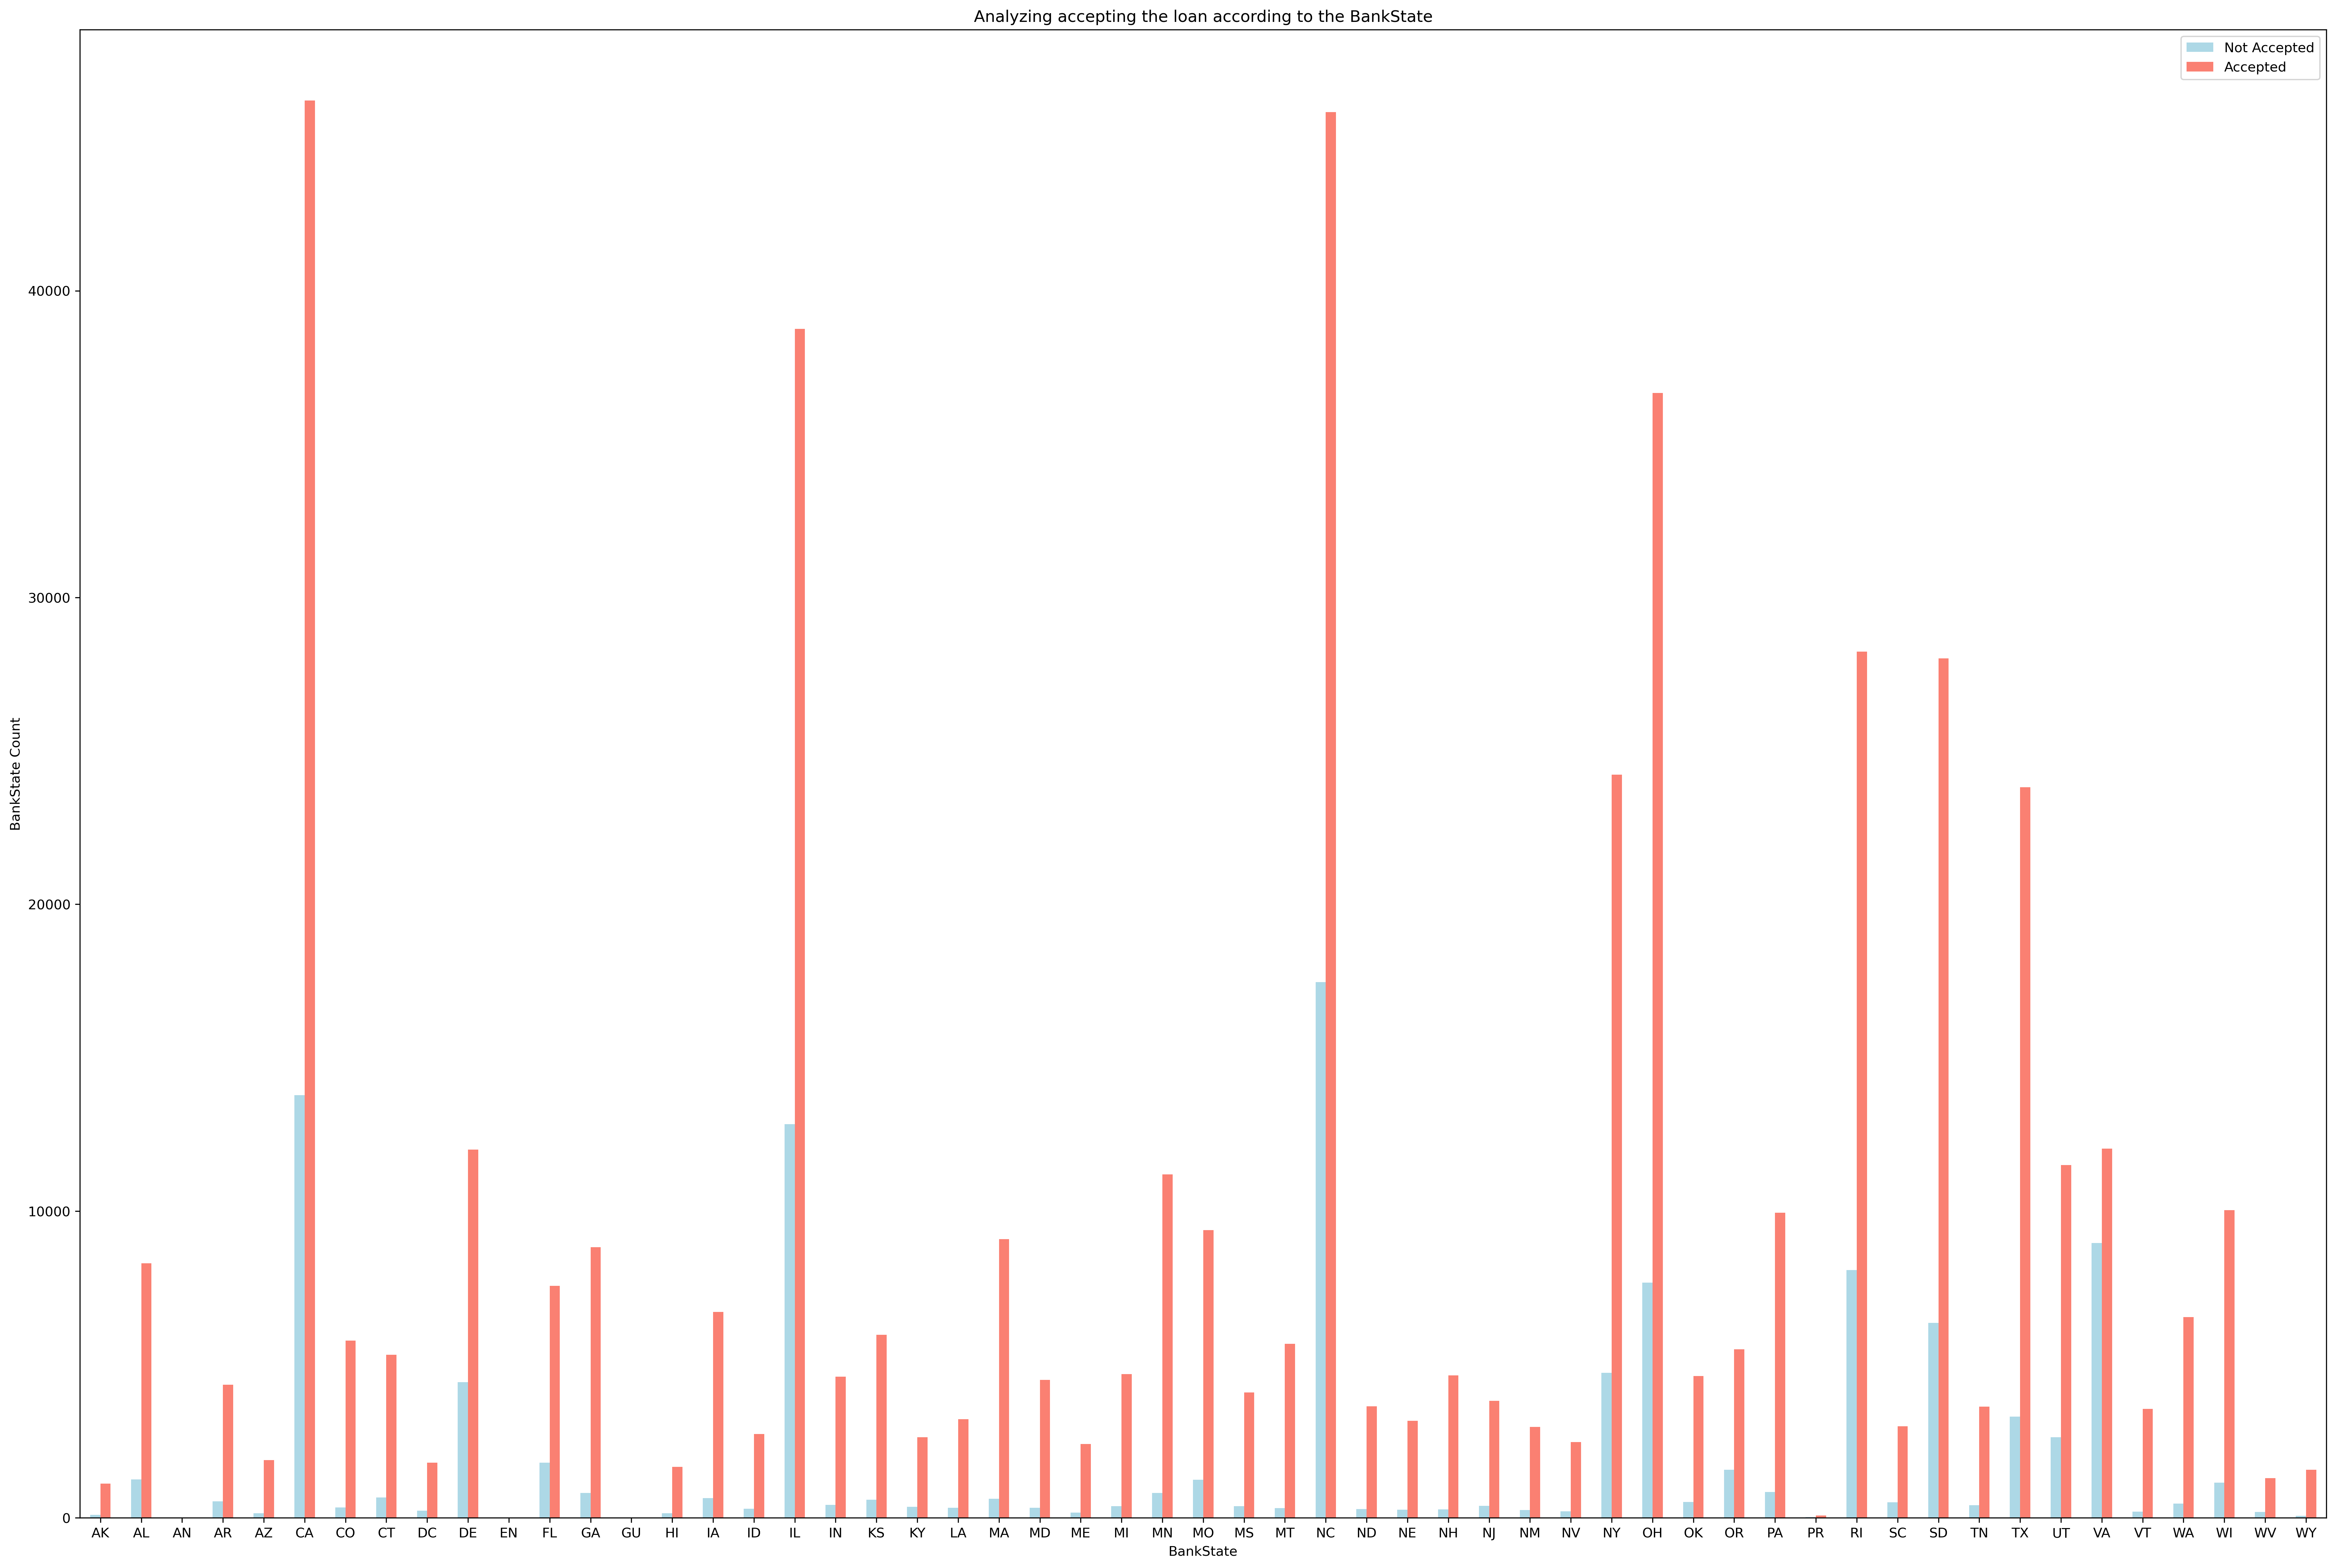 Analyzing accepting the loan according to the BankState
Not Accepted
Accepted
BankState Count
40000
30000
20000
10000
0
AK AL AN AR AZ CA CO CT DC DE EN FL GA GU HI IA ID IL IN KS KY LA MA MD ME MI MN MO MS MT NC ND NE NH NJ NM NV NY OH OK OR PA PR RI SC SD TN TX UT VA VT WA WI WV WY
BankState